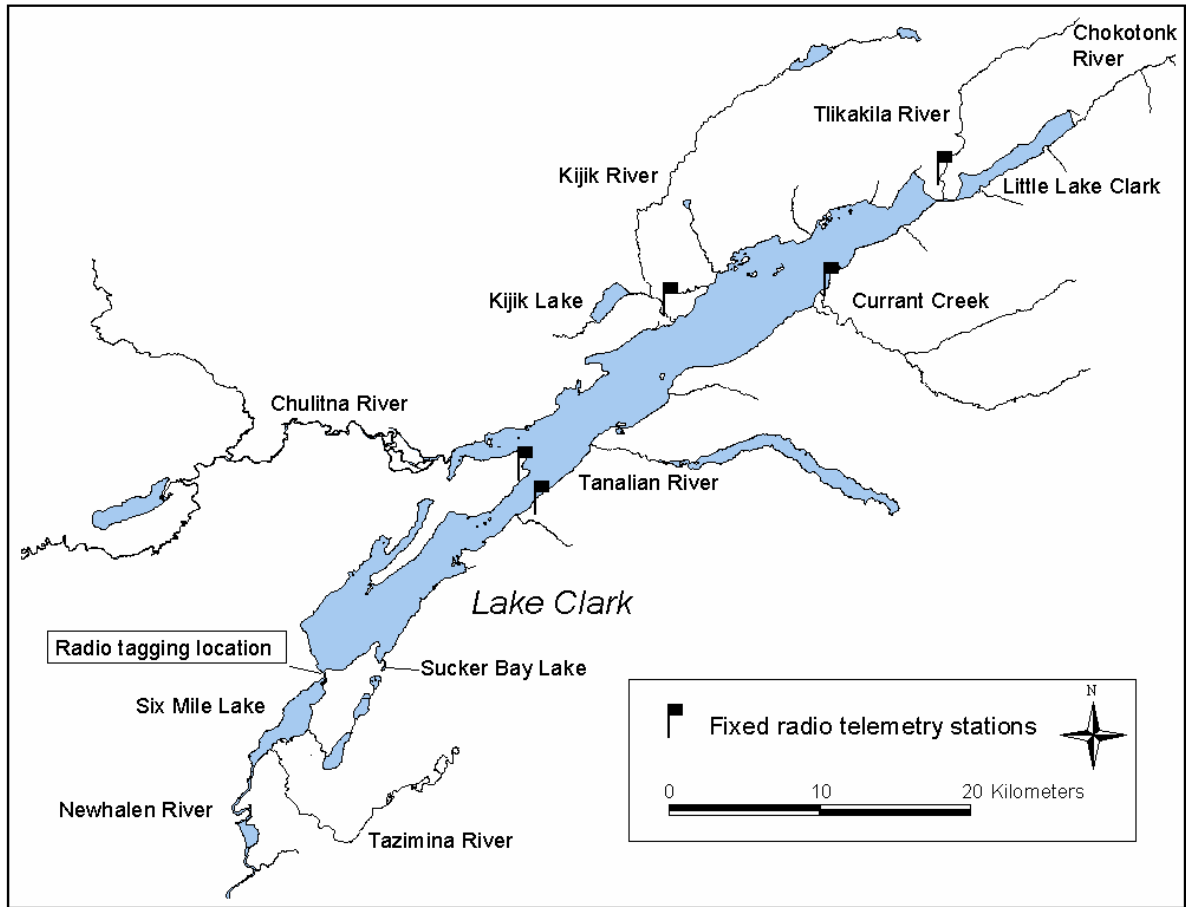 Chokotonk
River
Tlikakila River
Kijik River
Little Lake Clark
Kijik Lake
Currant Creek
Chulitna River
Tanalian River
Lake Clark
Radio tagging location
Sucker Bay Lake
Six Mile Lake
N
Fixed radio telemetry stations
0 10 20 Kilometers
Newhalen River
Tazimina River